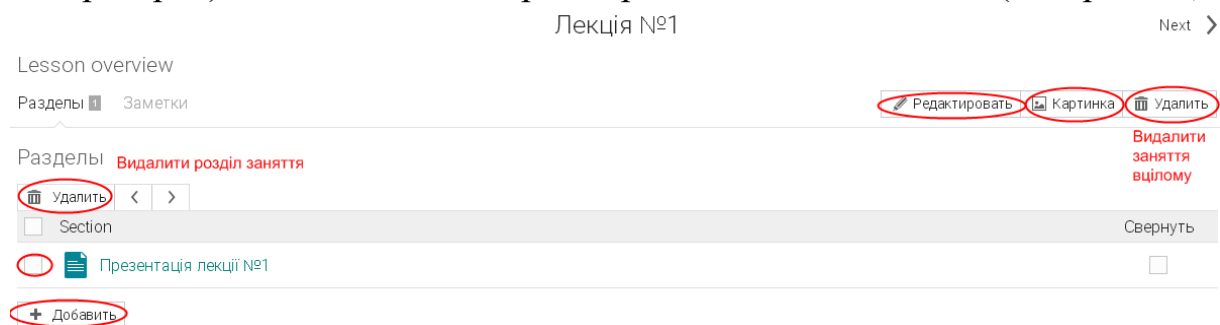 Лекція №1
Next
Lesson overview
Разделы 1 Заметки
Редактировать Картинка Удалить
Видалити
заняття
вцілому
Разделы Видалити розділ заняття
Удалить
Section Свернуть
Презентація лекції №1
Добавить